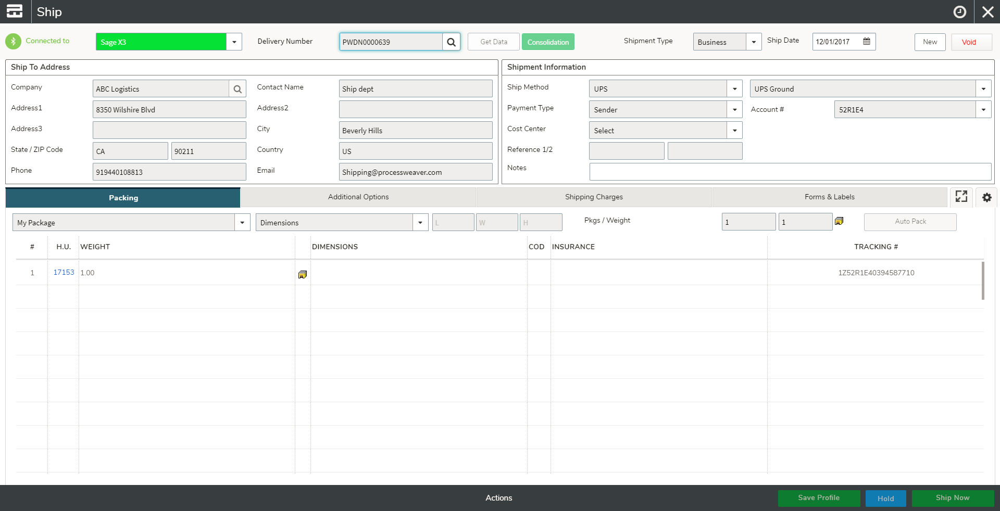 Ship
Connected to
Sage X3
Delivery Number
PWDN0000639
Get Data
Consolidation
Shipment Type
Business
Ship Date
12/01/2017
New
Void
Ship To Address
Company
ABC Logistics
Contact Name
Ship dept
Address1
8350 Wilshire Blvd
Address2
Address3
City
Beverly Hills
State / ZIP Code
CA
90211
Country
US
Phone
919440108813
Email
Shipping@processweaver.com
Shipment Information
Ship Method
UPS
UPS Ground
Payment Type
Sender
Account #
52R1E4
Cost Center
Select
Reference 1/2
Notes
Packing
Additional Options
Shipping Charges
Forms & Labels
My Package
Dimensions
L
W
H
Pkgs / Weight
1
1
Auto Pack
#
H.U.
WEIGHT
DIMENSIONS
COD
INSURANCE
TRACKING #
1
17153
1.00
1Z52R1E40394587710
Actions
Save Profile
Hold
Ship Now